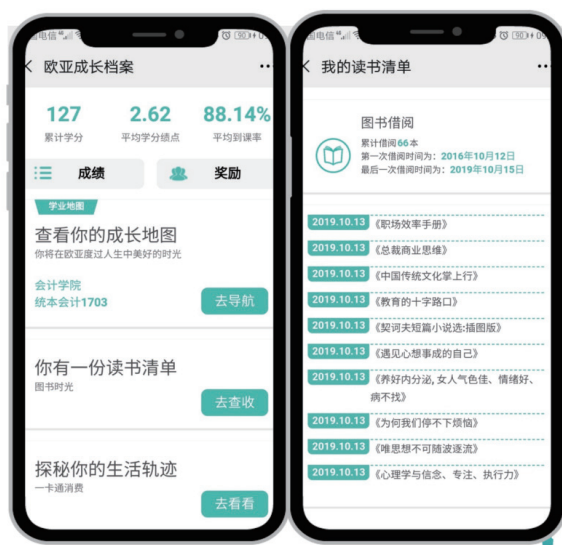 国电信
90
欧亚成长档案
127
2.62
88.14%
累计学分
平均学分绩点
平均到课率
成绩
奖励
学业地图
查看你的成长地图
你将在欧亚度过人生中美好的时光
会计学院
统本会计1703
去导航
你有一份读书清单
图书时光
去查收
探秘你的生活轨迹
一卡通消费
去看看
国电信
90
我的读书清单
图书借阅
累计借阅66本
第一次借阅时间为：2016年10月12日
最后一次借阅时间为：2019年10月15日
2019.10.13 《职场效率手册》
2019.10.13 《总裁商业思维》
2019.10.13 《中国传统文化掌上行》
2019.10.13 《教育的十字路口》
2019.10.13 《契诃夫短篇小说选:插图版》
2019.10.13 《遇见心想事成的自己》
2019.10.13 《养好内分泌, 女人气色佳、情绪好、
病不找》
2019.10.13 《为何我们停不下烦恼》
2019.10.13 《唯思想不可随波逐流》
2019.10.13 《心理学与信念、专注、执行力》